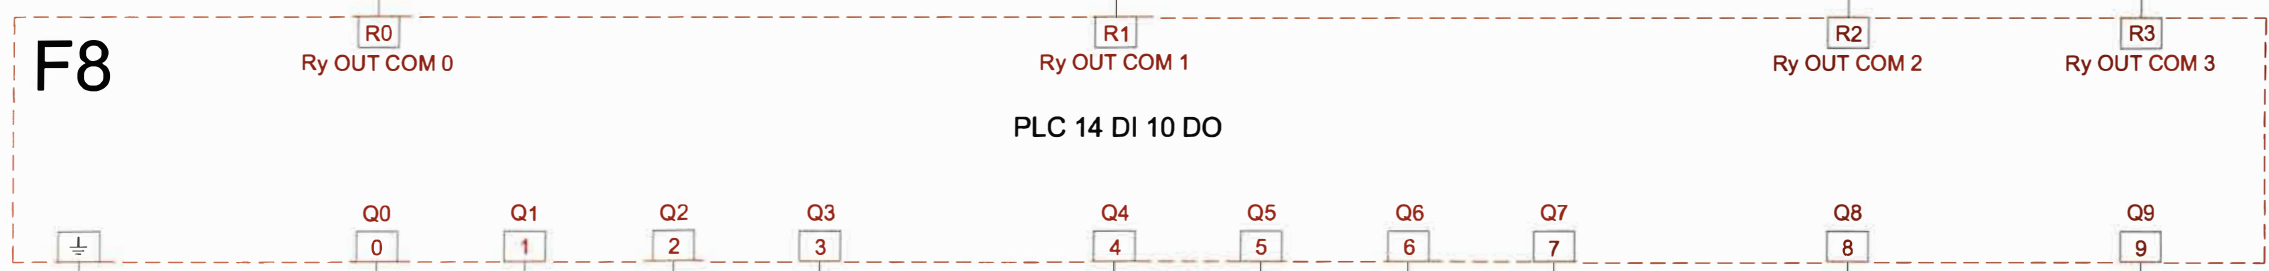 F8
R0 R1 R2 R3
Ry OUT COM 0 Ry OUT COM 1 Ry OUT COM 2 Ry OUT COM 3
PLC 14 DI 10 DO
Q0 Q1 Q2 Q3 Q4 Q5 Q6 Q7 Q8 Q9
0 1 2 3 4 5 6 7 8 9